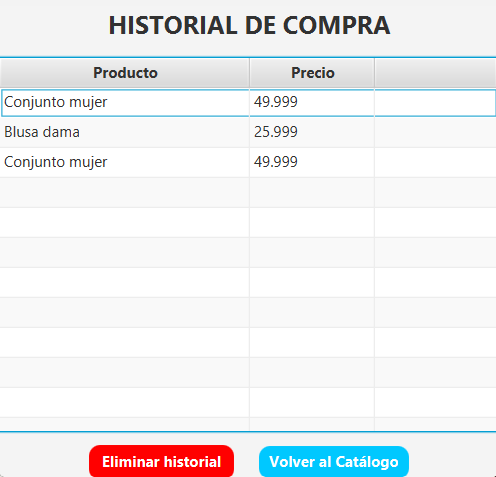 HISTORIAL DE COMPRA
Producto Precio
Conjunto mujer 49.999
Blusa dama 25.999
Conjunto mujer 49.999
Eliminar historial Volver al Catálogo